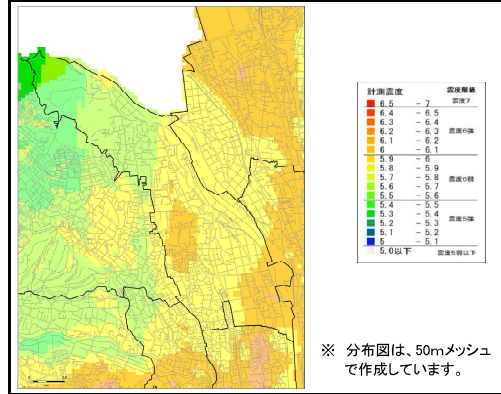 計測震度 震度階級
6.5 - 7 震度7
6.4 - 6.5
6.3 - 6.4
6.2 - 6.3 震度6強
6.1 - 6.2
6 - 6.1
5.9 - 6
5.8 - 5.9
5.7 - 5.8 震度6弱
5.6 - 5.7
5.5 - 5.6
5.4 - 5.5
5.3 - 5.4
5.2 - 5.3 震度5強
5.1 - 5.2
5 - 5.1
5.0以下 震度5弱以下
※ 分布図は、50mメッシュ
で作成しています。